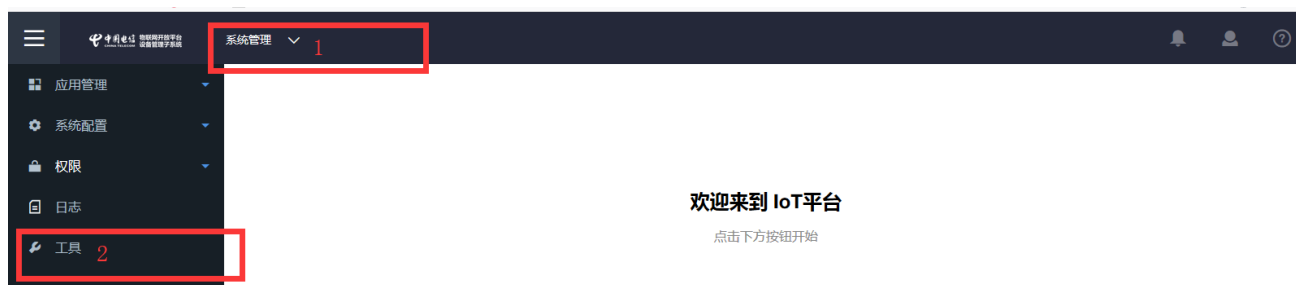 中国电信 物联网开放平台
CHINA TELECOM 设备管理子系统
系统管理
1
应用管理
系统配置
权限
日志
工具
2
欢迎来到 IoT平台
点击下方按钮开始